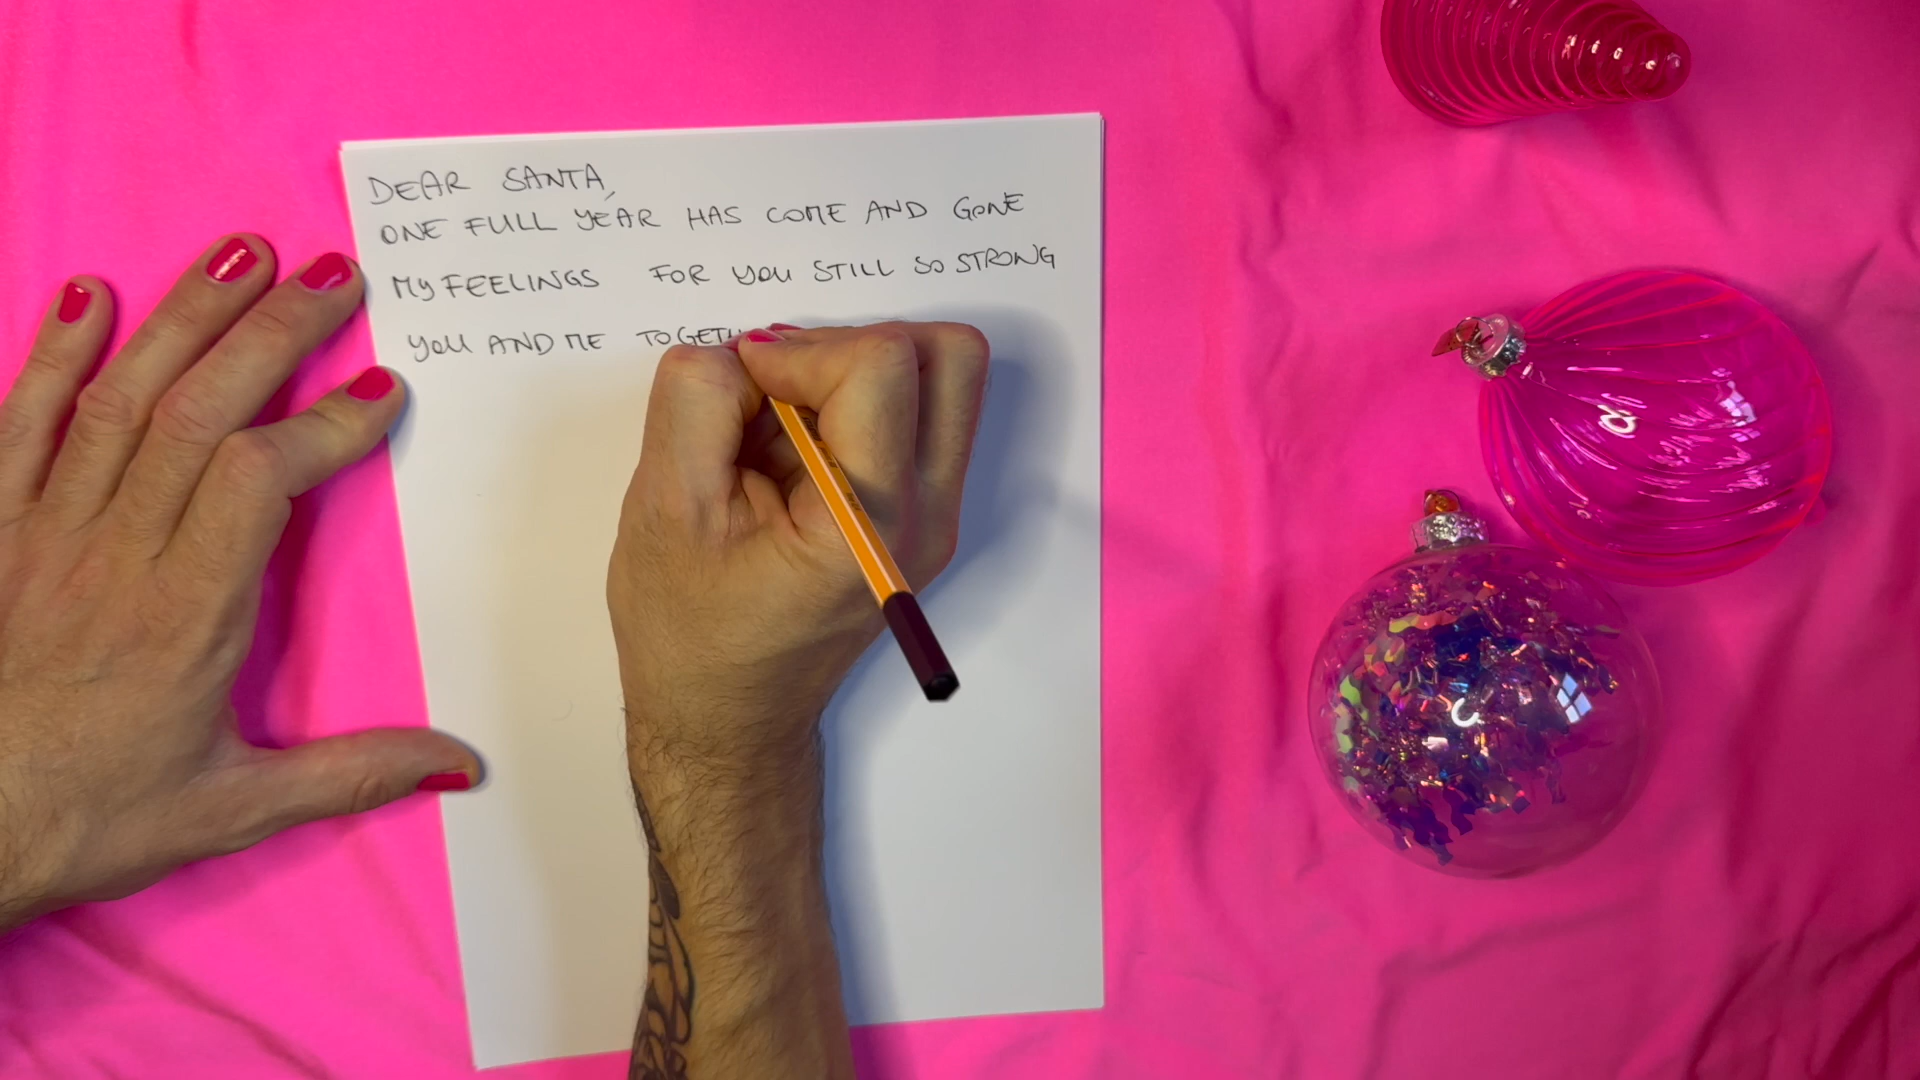 DEAR SANTA,
ONE FULL YEAR HAS COME AND GONE
MY FEELINGS FOR YOU STILL SO STRONG
YOU AND ME